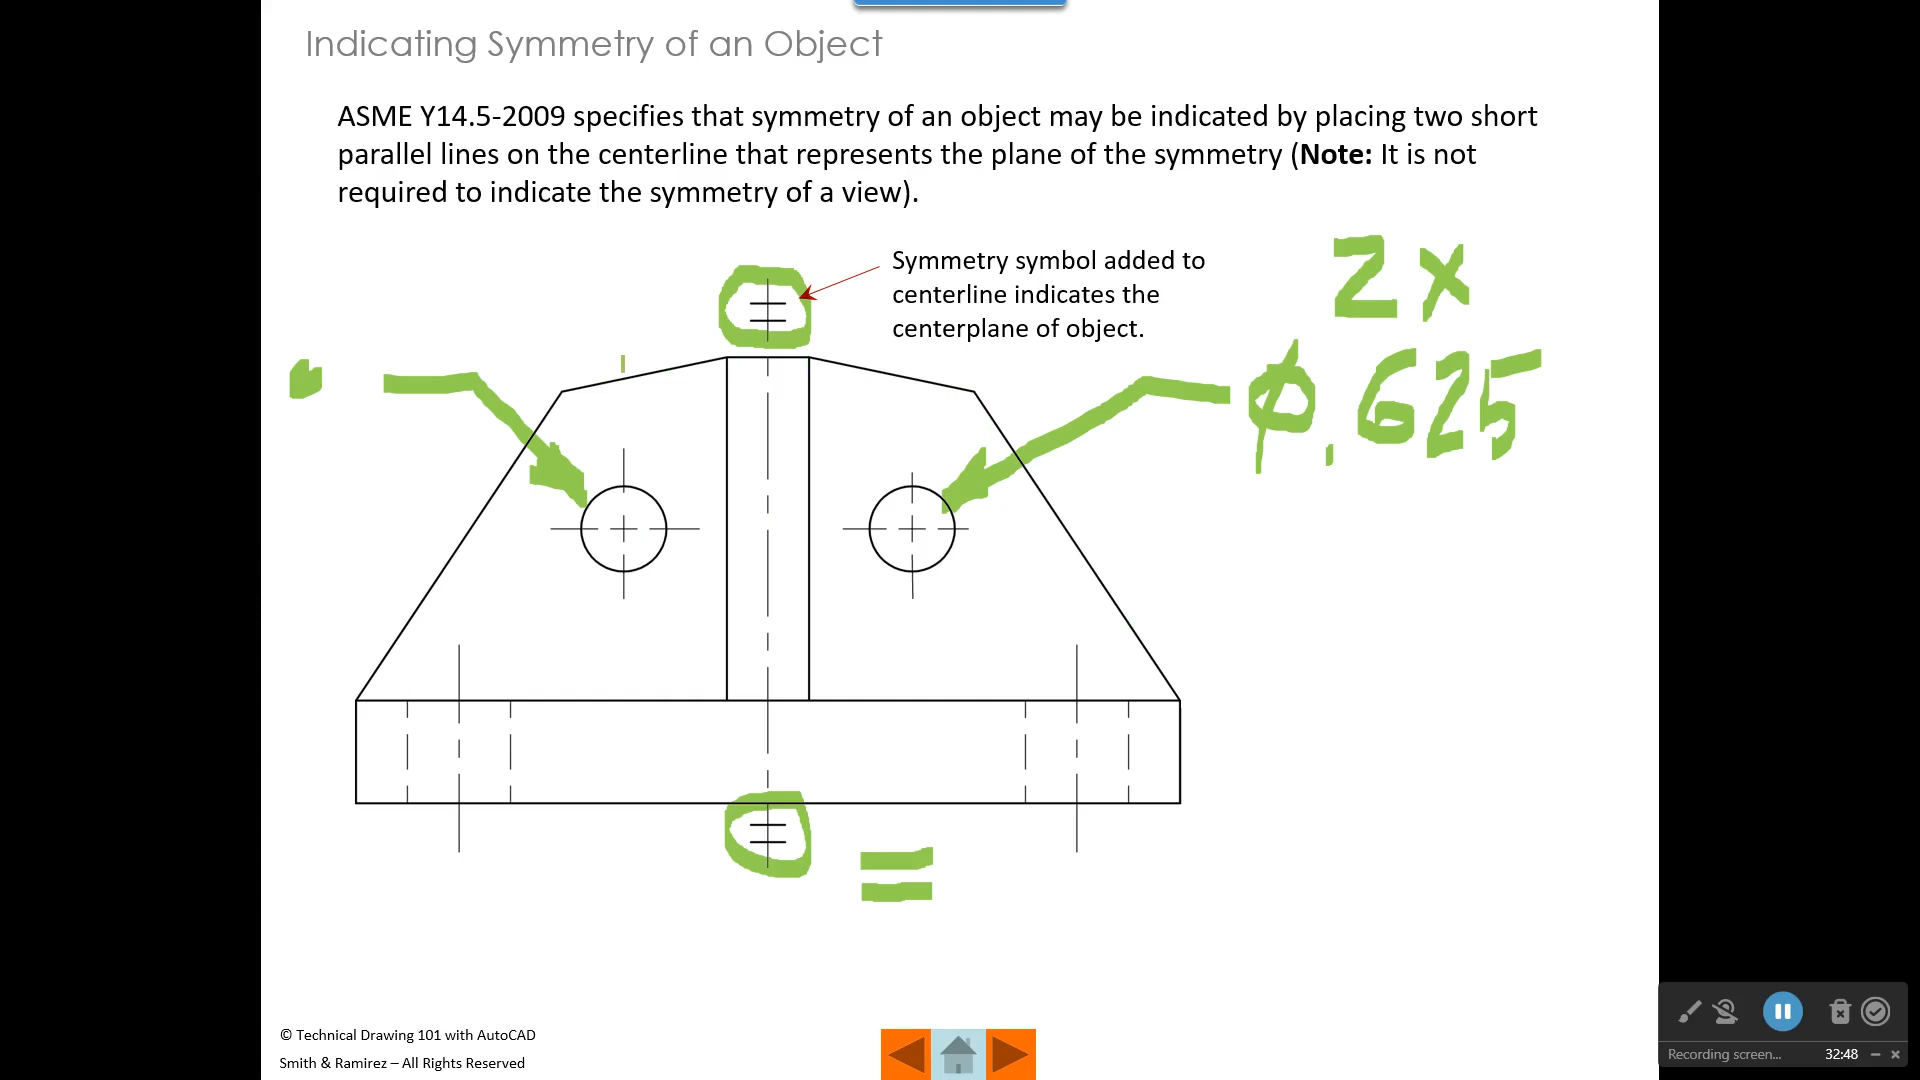 Indicating Symmetry of an Object
ASME Y14.5-2009 specifies that symmetry of an object may be indicated by placing two short
parallel lines on the centerline that represents the plane of the symmetry (Note: It is not
required to indicate the symmetry of a view).
Symmetry symbol added to
centerline indicates the
centerplane of object.
2x
Ø.625
=
© Technical Drawing 101 with AutoCAD
Smith & Ramirez – All Rights Reserved
Recording screen... 32:48